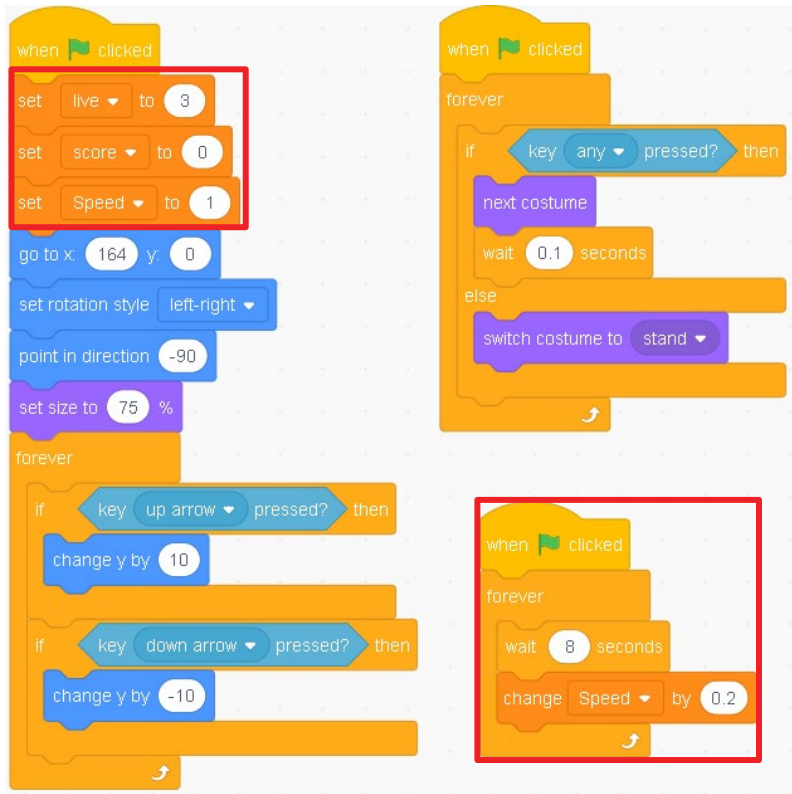 when clicked
set live to 3
set score to 0
set Speed to 1
go to x: 164 y: 0
set rotation style left-right
point in direction -90
set size to 75 %
forever
if key up arrow pressed? then
change y by 10
if key down arrow pressed? then
change y by -10
when clicked
forever
if key any pressed? then
next costume
wait 0.1 seconds
else
switch costume to stand
when clicked
forever
wait 8 seconds
change Speed by 0.2